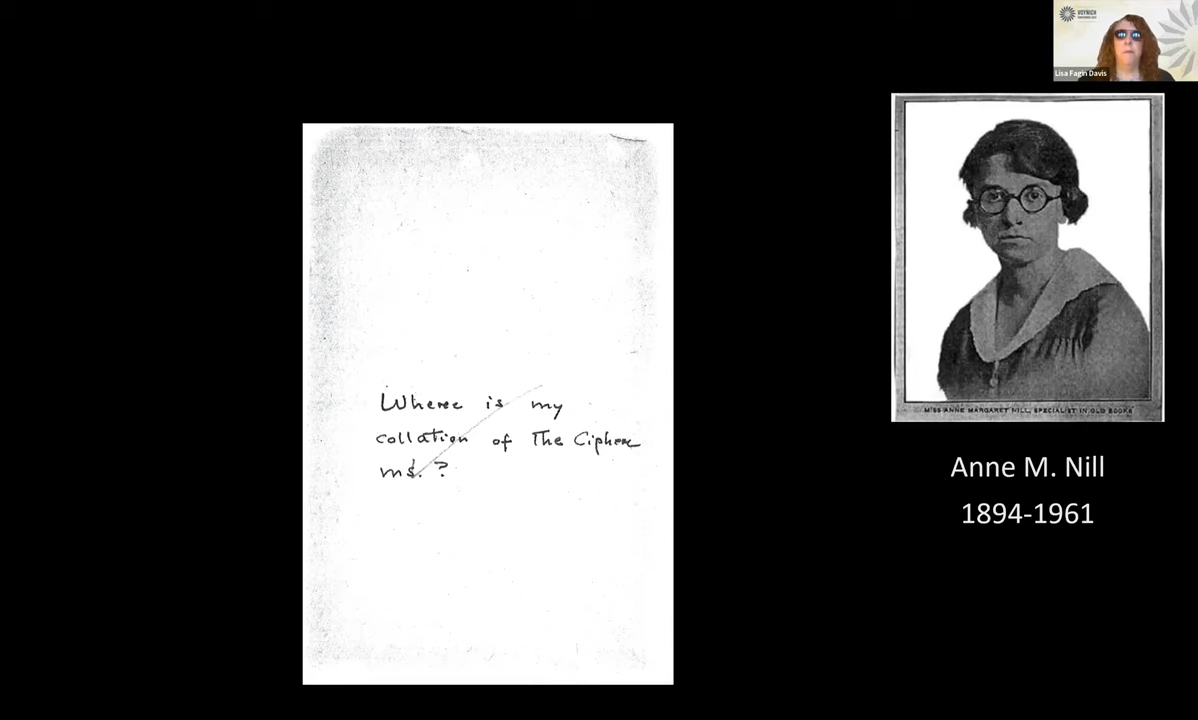 VOYNICH
Lisa Fagin Davis
Where is my
collation of The Cipher
ms. ?
MISS ANNE MARGARET NILL, SPECIALIST IN OLD BOOKS
Anne M. Nill
1894-1961